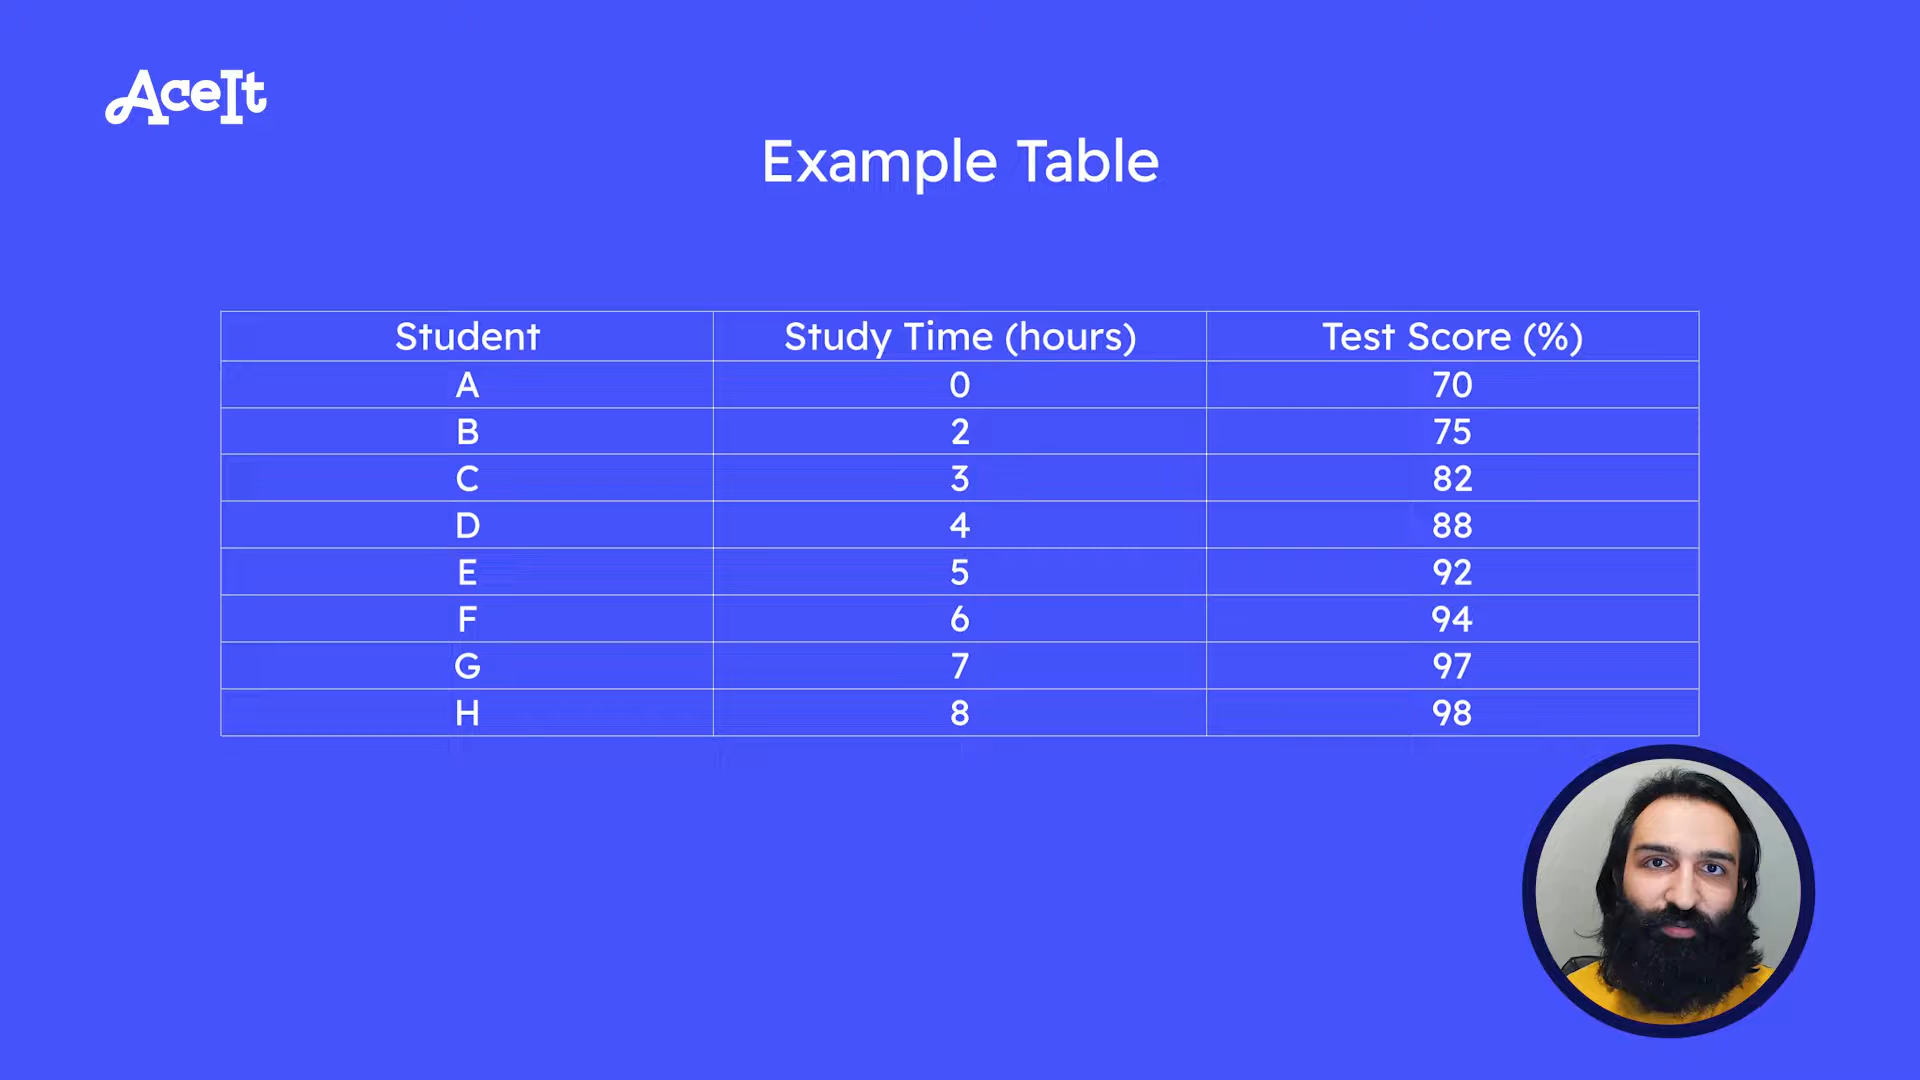 AceIt
Example Table
Student Study Time (hours) Test Score (%)
A 0 70
B 2 75
C 3 82
D 4 88
E 5 92
F 6 94
G 7 97
H 8 98